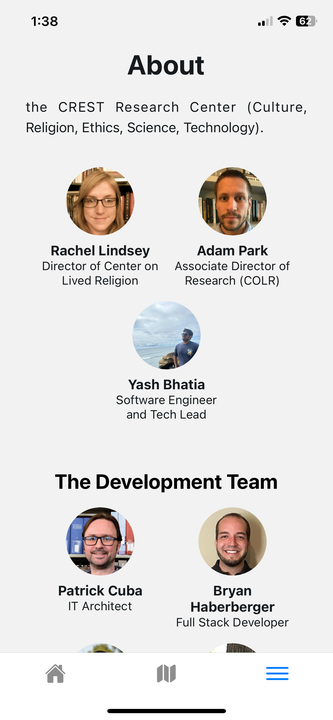 1:38
62
About
the CREST Research Center (Culture,
Religion, Ethics, Science, Technology).
Rachel Lindsey
Director of Center on
Lived Religion
Adam Park
Associate Director of
Research (COLR)
Yash Bhatia
Software Engineer
and Tech Lead
The Development Team
Patrick Cuba
IT Architect
Bryan
Haberberger
Full Stack Developer